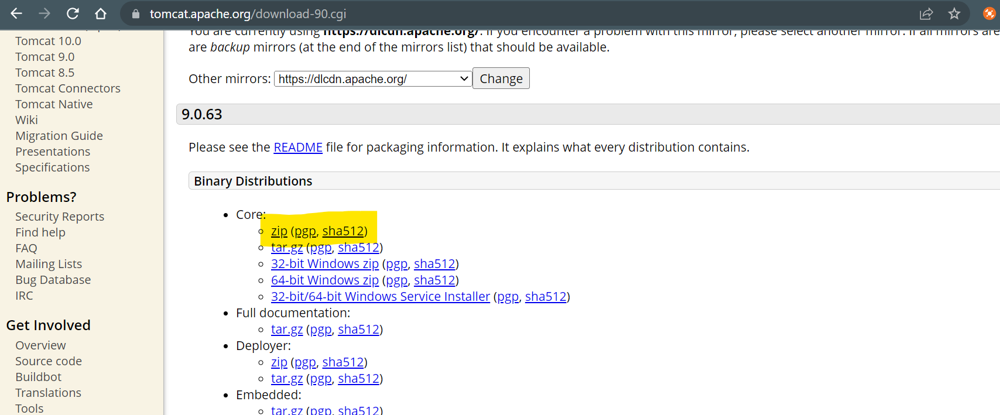 tomcat.apache.org/download-90.cgi
You are currently using https://dlcdn.apache.org/. If you encounter a problem with this mirror, please select another mirror. If all mirrors are
are backup mirrors (at the end of the mirrors list) that should be available.
Other mirrors: https://dlcdn.apache.org/ Change
9.0.63
Please see the README file for packaging information. It explains what every distribution contains.
Binary Distributions
Core:
zip (pgp, sha512)
tar.gz (pgp, sha512)
32-bit Windows zip (pgp, sha512)
64-bit Windows zip (pgp, sha512)
32-bit/64-bit Windows Service Installer (pgp, sha512)
Full documentation:
tar.gz (pgp, sha512)
Deployer:
zip (pgp, sha512)
tar.gz (pgp, sha512)
Embedded:
tar.gz (pgp, sha512)
Tomcat 10.0
Tomcat 9.0
Tomcat 8.5
Tomcat Connectors
Tomcat Native
Wiki
Migration Guide
Presentations
Specifications
Problems?
Security Reports
Find help
FAQ
Mailing Lists
Bug Database
IRC
Get Involved
Overview
Source code
Buildbot
Translations
Tools